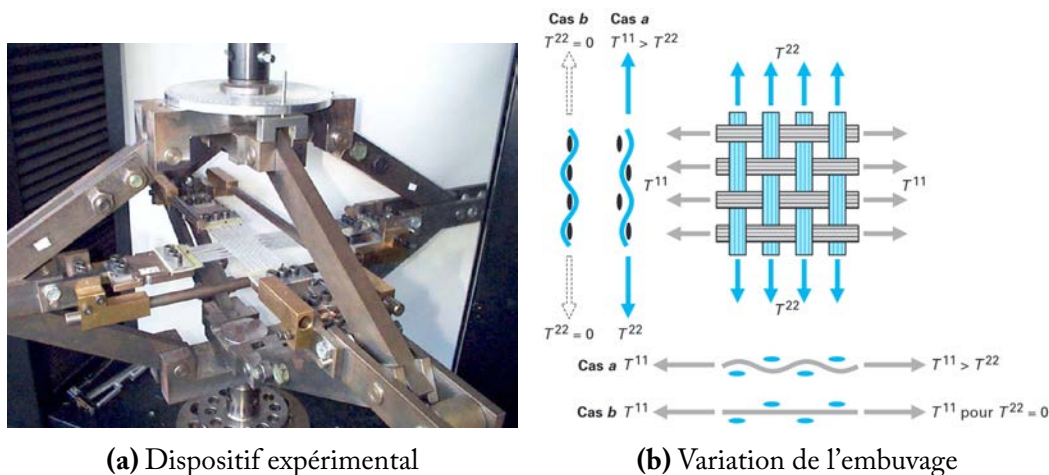 Cas b Cas a
T²² = 0 T¹¹ > T²²
T²²
T¹¹
T¹¹
T²² = 0 T²²
T²²
Cas a T¹¹ T¹¹ > T²²
Cas b T¹¹ T¹¹ pour T²² = 0
(a) Dispositif expérimental (b) Variation de l'embuvage